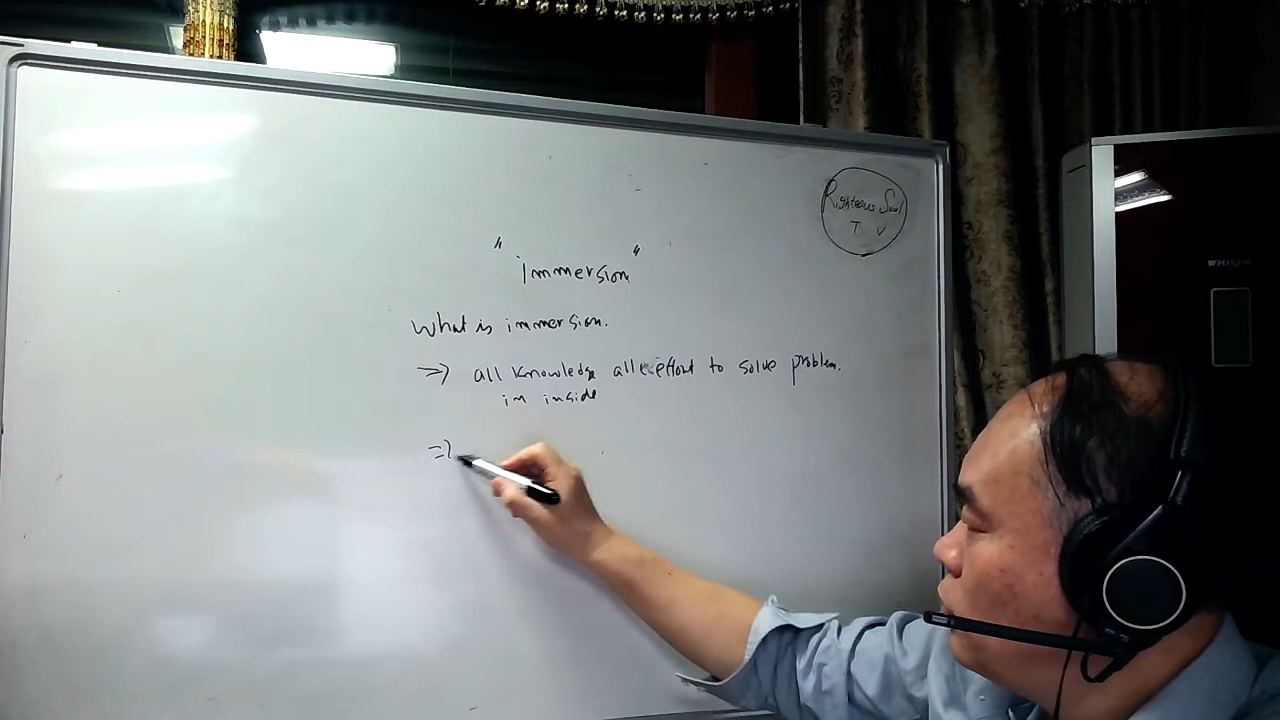 Righteous Soul
T V
" immersion "
What is immersion.
=> all knowledge all effort to solve problem.
im inside
=>